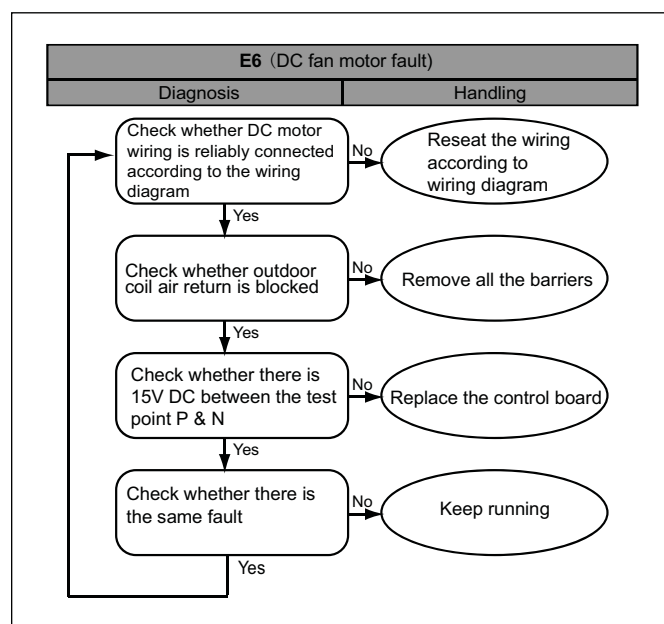 E6 (DC fan motor fault)
Diagnosis
Handling
Check whether DC motor
wiring is reliably connected
according to the wiring
diagram
No
Reseat the wiring
according to
wiring diagram
Yes
Check whether outdoor
coil air return is blocked
No
Remove all the barriers
Yes
Check whether there is
15V DC between the test
point P & N
No
Replace the control board
Yes
Check whether there is
the same fault
No
Keep running
Yes